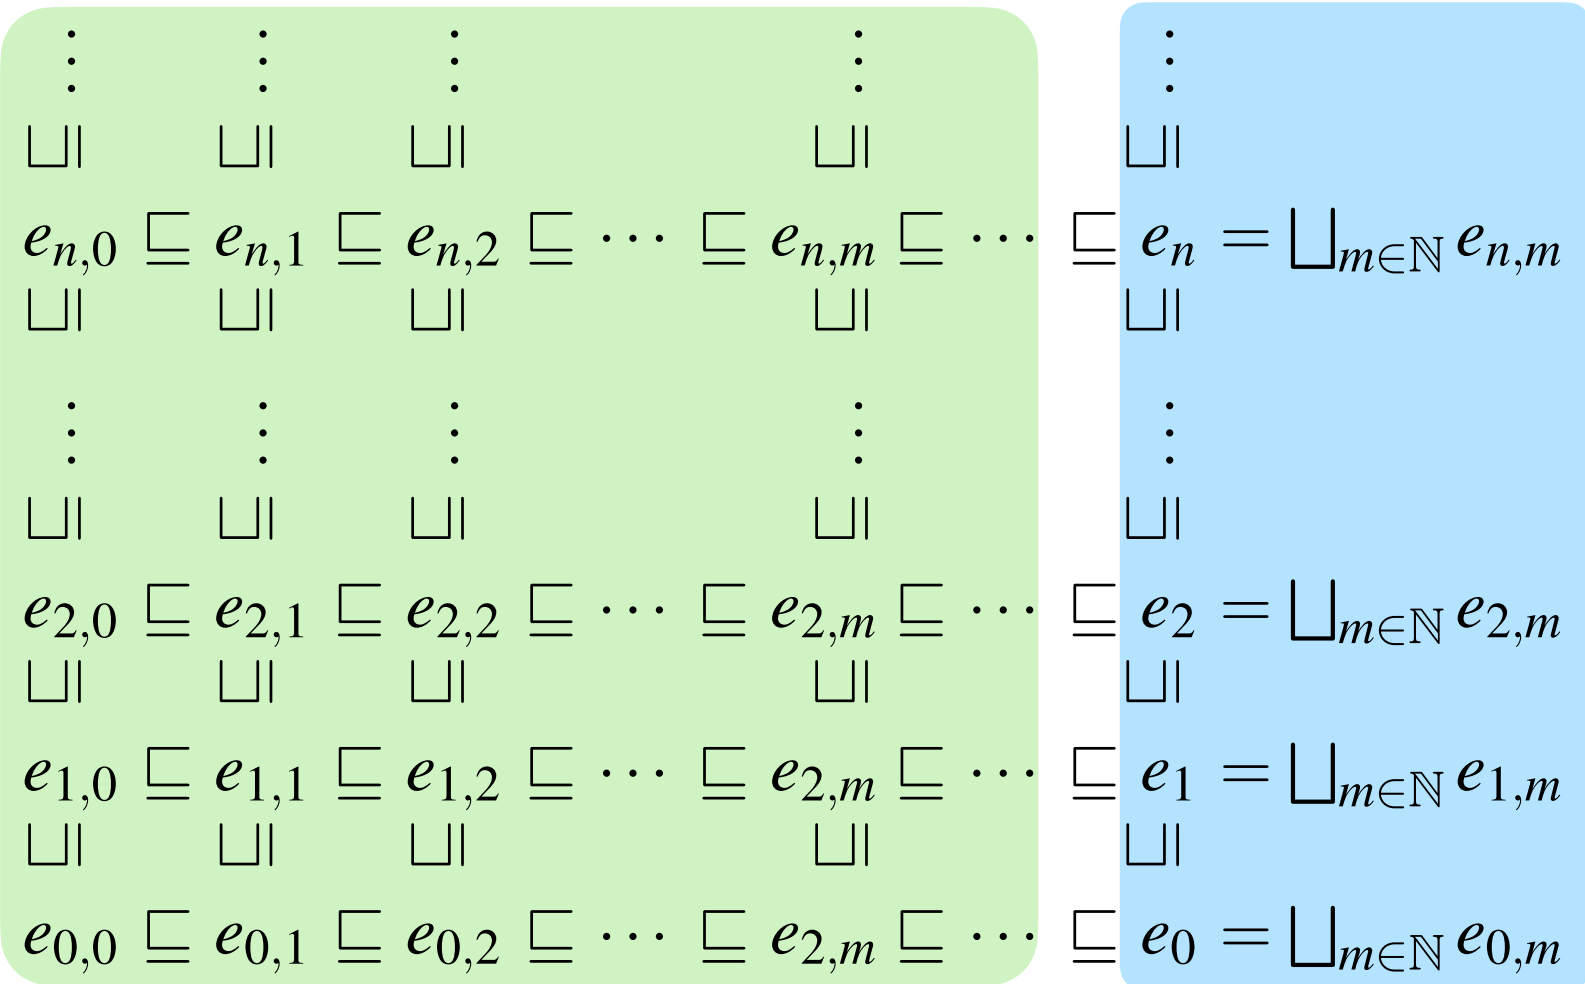 ⋮ ⋮ ⋮ ⋮ ⋮
⊔| ⊔| ⊔| ⊔| ⊔|
e_{n,0} ⊑ e_{n,1} ⊑ e_{n,2} ⊑ ⋯ ⊑ e_{n,m} ⊑ ⋯ ⊑ e_n = ⨆_{m∈ℕ} e_{n,m}
⊔| ⊔| ⊔| ⊔| ⊔|
⋮ ⋮ ⋮ ⋮ ⋮
⊔| ⊔| ⊔| ⊔| ⊔|
e_{2,0} ⊑ e_{2,1} ⊑ e_{2,2} ⊑ ⋯ ⊑ e_{2,m} ⊑ ⋯ ⊑ e_2 = ⨆_{m∈ℕ} e_{2,m}
⊔| ⊔| ⊔| ⊔| ⊔|
e_{1,0} ⊑ e_{1,1} ⊑ e_{1,2} ⊑ ⋯ ⊑ e_{2,m} ⊑ ⋯ ⊑ e_1 = ⨆_{m∈ℕ} e_{1,m}
⊔| ⊔| ⊔| ⊔| ⊔|
e_{0,0} ⊑ e_{0,1} ⊑ e_{0,2} ⊑ ⋯ ⊑ e_{2,m} ⊑ ⋯ ⊑ e_0 = ⨆_{m∈ℕ} e_{0,m}